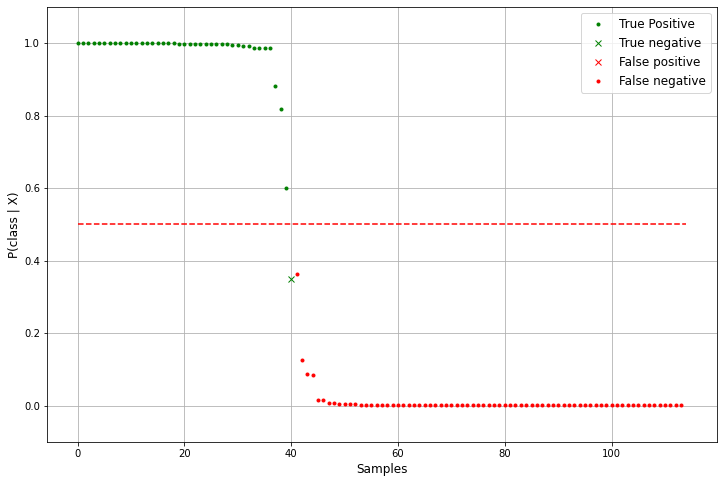 True Positive
True negative
False positive
False negative
1.0
0.8
0.6
0.4
0.2
0.0
P(class | X)
0 20 40 60 80 100
Samples